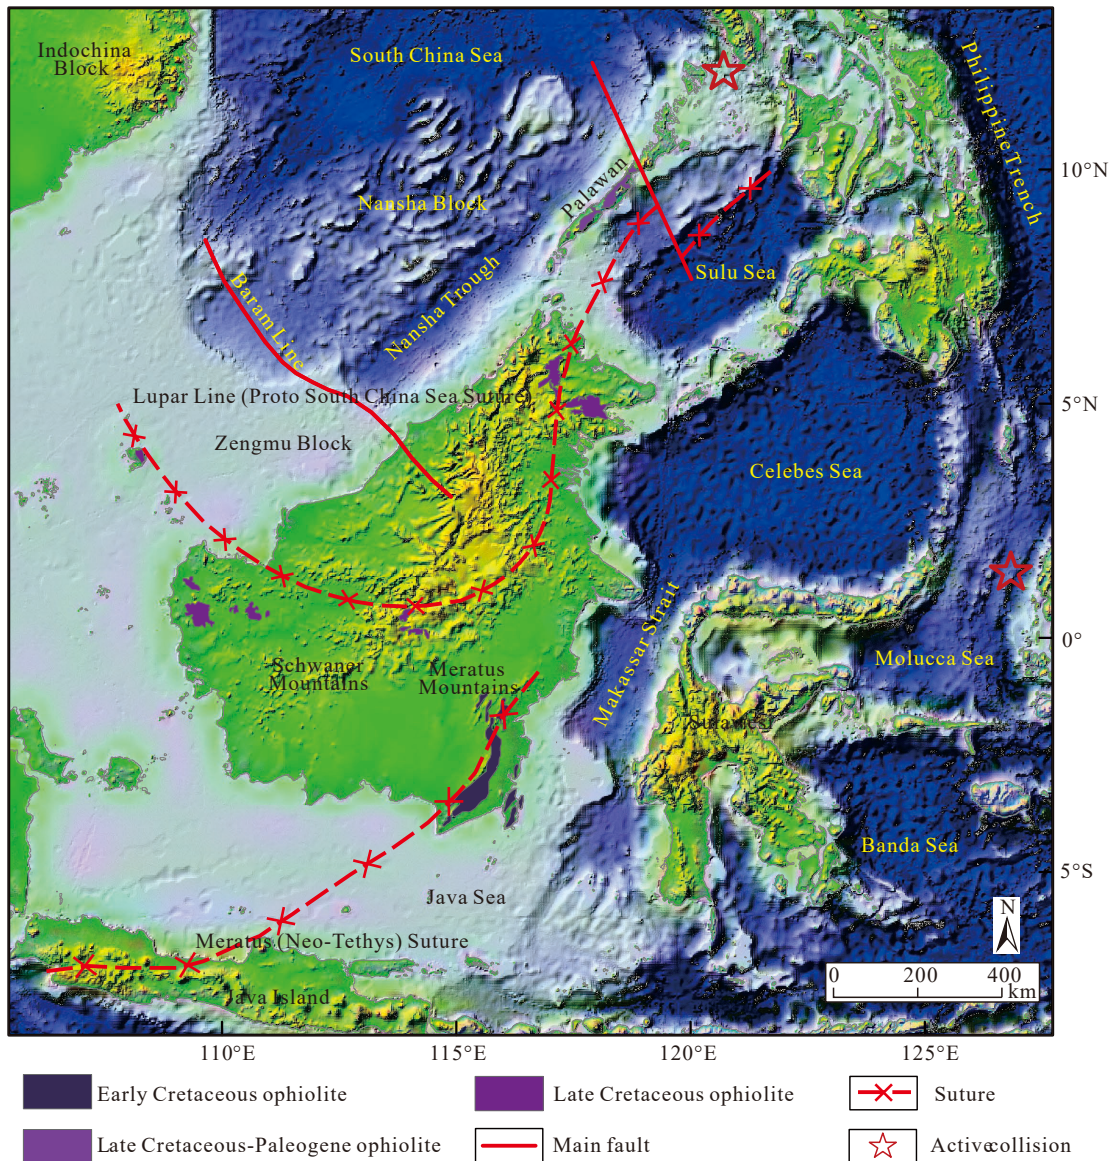 Indochina
Block
South China Sea
Philippine Trench
10°N
Palawan
Nansha Block
Sulu Sea
Baram Line
Nansha Trough
Lupar Line (Proto South China Sea Suture)
5°N
Zengmu Block
Celebes Sea
Makassar Strait
0°
Schwaner
Mountains
Meratus
Mountains
Molucca Sea
Sulawesi
Banda Sea
5°S
Java Sea
N
Meratus (Neo-Tethys) Suture
Java Island
0 200 400
km
110°E 115°E 120°E 125°E
Early Cretaceous ophiolite Late Cretaceous ophiolite Suture
Late Cretaceous-Paleogene ophiolite Main fault Active collision